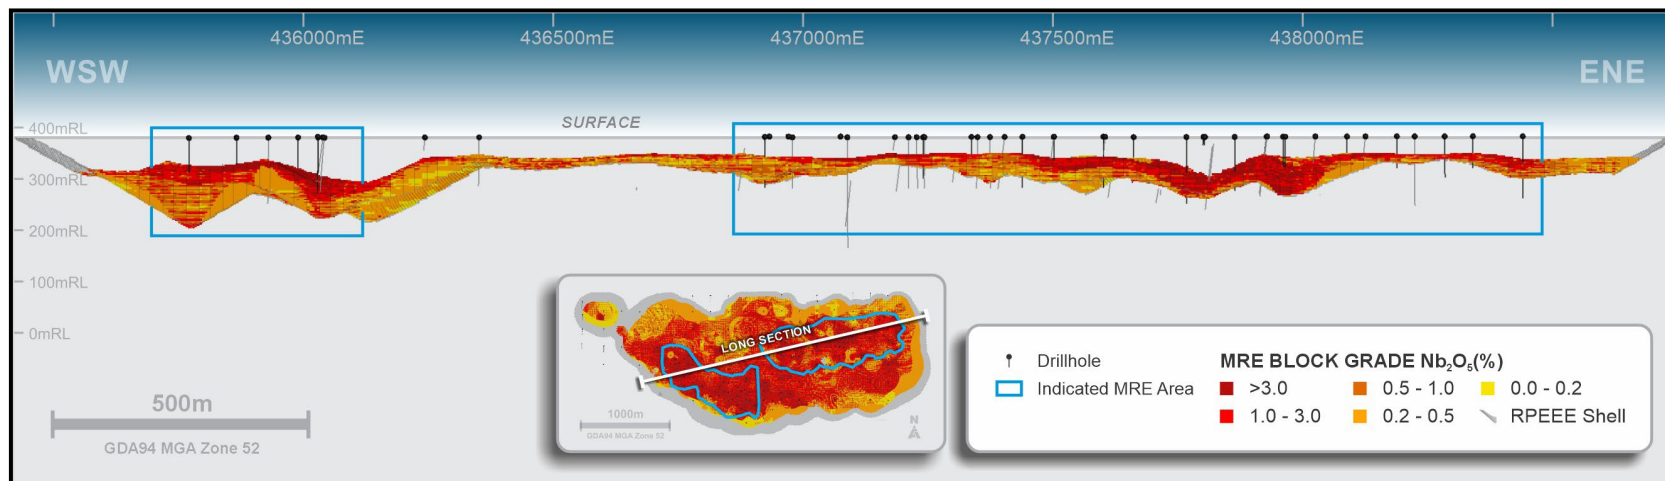 436000mE 436500mE 437000mE 437500mE 438000mE
WSW ENE
SURFACE
400mRL
300mRL
200mRL
100mRL
0mRL
500m
GDA94 MGA Zone 52
LONG SECTION
1000m
GDA94 MGA Zone 52
N
Drillhole
Indicated MRE Area
MRE BLOCK GRADE Nb₂O₅(%)
>3.0 0.5 - 1.0 0.0 - 0.2
1.0 - 3.0 0.2 - 0.5 RPEEE Shell